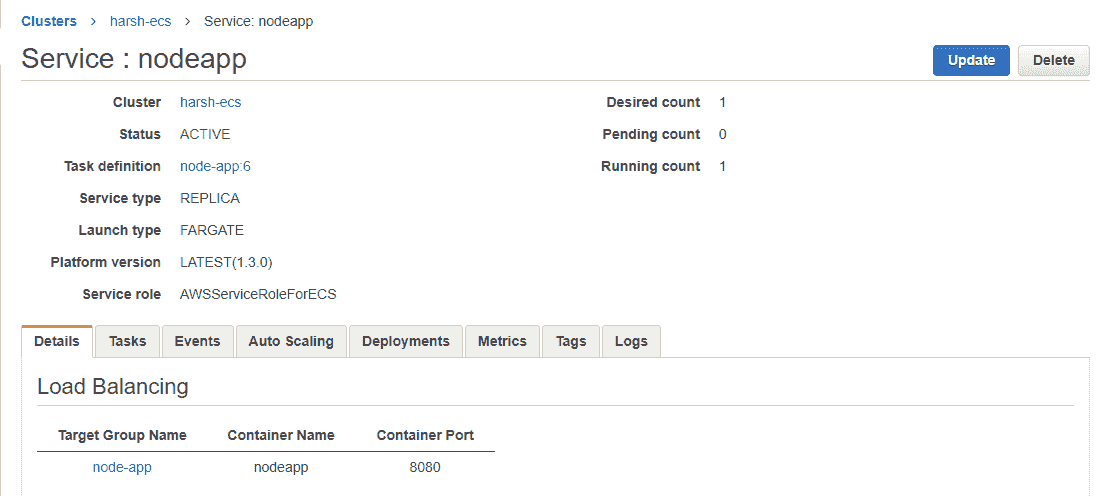 Clusters > harsh-ecs > Service: nodeapp
Service : nodeapp
Update Delete
Cluster harsh-ecs Desired count 1
Status ACTIVE Pending count 0
Task definition node-app:6 Running count 1
Service type REPLICA
Launch type FARGATE
Platform version LATEST(1.3.0)
Service role AWSServiceRoleForECS
Details Tasks Events Auto Scaling Deployments Metrics Tags Logs
Load Balancing
Target Group Name Container Name Container Port
node-app nodeapp 8080